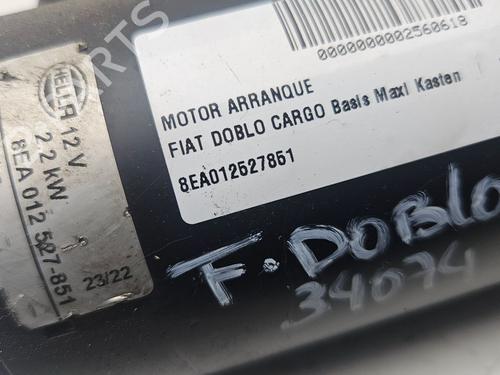 HELLA 12 V
2,2 kW
8EA 012 527-851
23/22
0000000002560618
MOTOR ARRANQUE
FIAT DOBLO CARGO Basis Maxi Kasten
8EA012527851
F. DOBLO
34074
PARTS